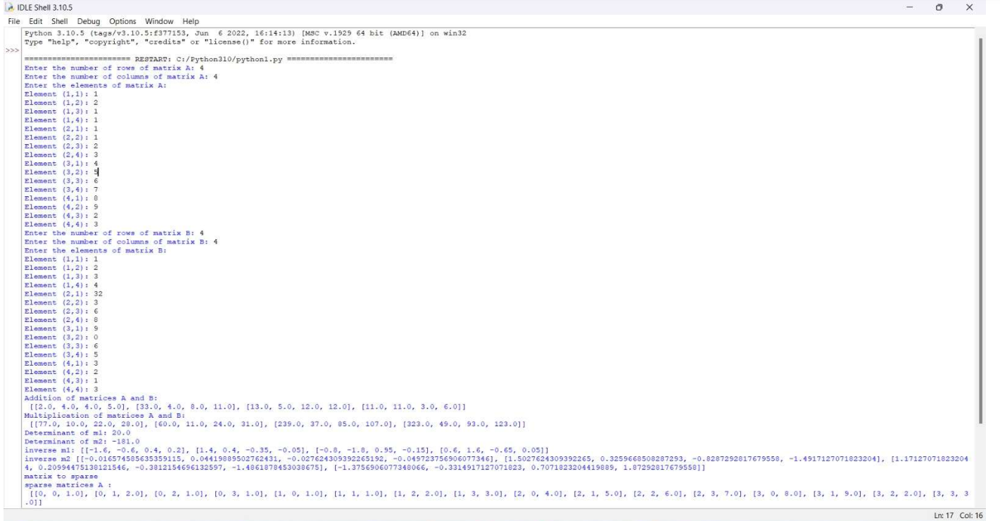 IDLE Shell 3.10.5
File Edit Shell Debug Options Window Help
Python 3.10.5 (tags/v3.10.5:f377153, Jun  6 2022, 16:14:13) [MSC v.1929 64 bit (AMD64)] on win32
Type "help", "copyright", "credits" or "license()" for more information.
>>>
======================= RESTART: C:/Python310/python1.py =======================
Enter the number of rows of matrix A: 4
Enter the number of columns of matrix A: 4
Enter the elements of matrix A:
Element (1,1): 1
Element (1,2): 2
Element (1,3): 1
Element (1,4): 1
Element (2,1): 1
Element (2,2): 1
Element (2,3): 2
Element (2,4): 3
Element (3,1): 4
Element (3,2): 5
Element (3,3): 6
Element (3,4): 7
Element (4,1): 8
Element (4,2): 9
Element (4,3): 2
Element (4,4): 3
Enter the number of rows of matrix B: 4
Enter the number of columns of matrix B: 4
Enter the elements of matrix B:
Element (1,1): 1
Element (1,2): 2
Element (1,3): 3
Element (1,4): 4
Element (2,1): 32
Element (2,2): 3
Element (2,3): 6
Element (2,4): 8
Element (3,1): 9
Element (3,2): 0
Element (3,3): 6
Element (3,4): 5
Element (4,1): 3
Element (4,2): 2
Element (4,3): 1
Element (4,4): 3
Addition of matrices A and B:
[[2.0, 4.0, 4.0, 5.0], [33.0, 4.0, 8.0, 11.0], [13.0, 5.0, 12.0, 12.0], [11.0, 11.0, 3.0, 6.0]]
Multiplication of matrices A and B:
[[77.0, 10.0, 22.0, 28.0], [60.0, 11.0, 24.0, 31.0], [239.0, 37.0, 85.0, 107.0], [323.0, 49.0, 93.0, 123.0]]
Determinant of m1: 20.0
Determinant of m2: -181.0
inverse m1: [[-1.6, -0.6, 0.4, 0.2], [1.4, 0.4, -0.35, -0.05], [-0.8, -1.8, 0.95, -0.15], [0.6, 1.6, -0.65, 0.05]]
inverse m2 [[-0.016574585635359115, 0.04419889502762431, -0.027624309392265192, -0.049723756906077346], [1.5027624309392265, 0.3259668508287293, -0.8287292817679558, -1.4917127071823204], [1.17127071823204
4, 0.20994475138121546, -0.3812154696132597, -1.4861878453038675], [-1.3756906077348066, -0.3314917127071823, 0.7071823204419889, 1.87292817679558]]
matrix to sparse
sparse matrices A :
[[0, 0, 1.0], [0, 1, 2.0], [0, 2, 1.0], [0, 3, 1.0], [1, 0, 1.0], [1, 1, 1.0], [1, 2, 2.0], [1, 3, 3.0], [2, 0, 4.0], [2, 1, 5.0], [2, 2, 6.0], [2, 3, 7.0], [3, 0, 8.0], [3, 1, 9.0], [3, 2, 2.0], [3, 3, 3
.0]]
Ln: 17 Col: 16